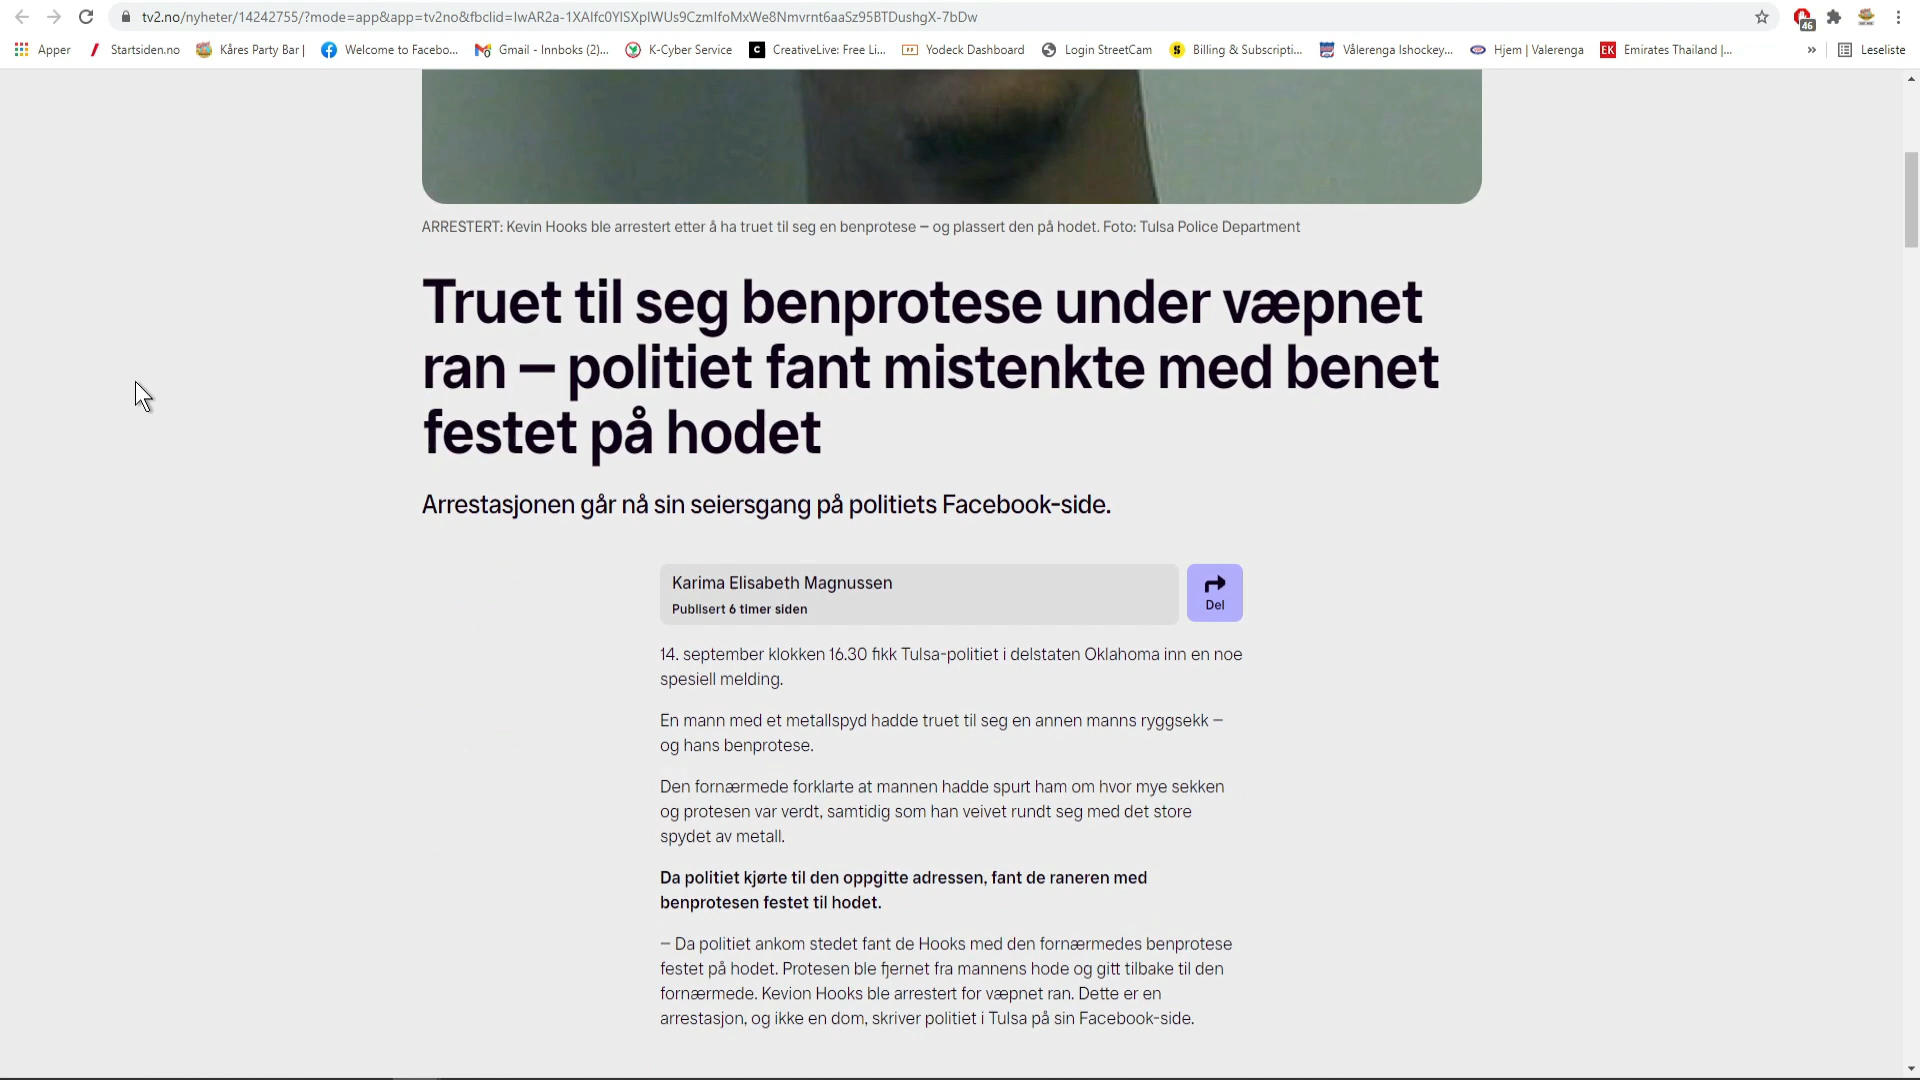 tv2.no/nyheter/14242755/?mode=app&app=tv2no&fbclid=IwAR2a-1XAlfc0YlSXplWUs9CzmIfoMxWe8Nmvrnt6aaSz95BTDushgX-7bDw
46
Apper Startsiden.no Kåres Party Bar | Welcome to Facebo... Gmail - Innboks (2)... K-Cyber Service CreativeLive: Free Li... Yodeck Dashboard Login StreetCam Billing & Subscripti... Vålerenga Ishockey... Hjem | Valerenga EK Emirates Thailand |... » Leseliste
ARRESTERT: Kevin Hooks ble arrestert etter å ha truet til seg en benprotese – og plassert den på hodet. Foto: Tulsa Police Department
Truet til seg benprotese under væpnet
ran – politiet fant mistenkte med benet
festet på hodet
Arrestasjonen går nå sin seiersgang på politiets Facebook-side.
Karima Elisabeth Magnussen
Publisert 6 timer siden
Del
14. september klokken 16.30 fikk Tulsa-politiet i delstaten Oklahoma inn en noe
spesiell melding.
En mann med et metallspyd hadde truet til seg en annen manns ryggsekk –
og hans benprotese.
Den fornærmede forklarte at mannen hadde spurt ham om hvor mye sekken
og protesen var verdt, samtidig som han veivet rundt seg med det store
spydet av metall.
Da politiet kjørte til den oppgitte adressen, fant de raneren med
benprotesen festet til hodet.
– Da politiet ankom stedet fant de Hooks med den fornærmedes benprotese
festet på hodet. Protesen ble fjernet fra mannens hode og gitt tilbake til den
fornærmede. Kevion Hooks ble arrestert for væpnet ran. Dette er en
arrestasjon, og ikke en dom, skriver politiet i Tulsa på sin Facebook-side.